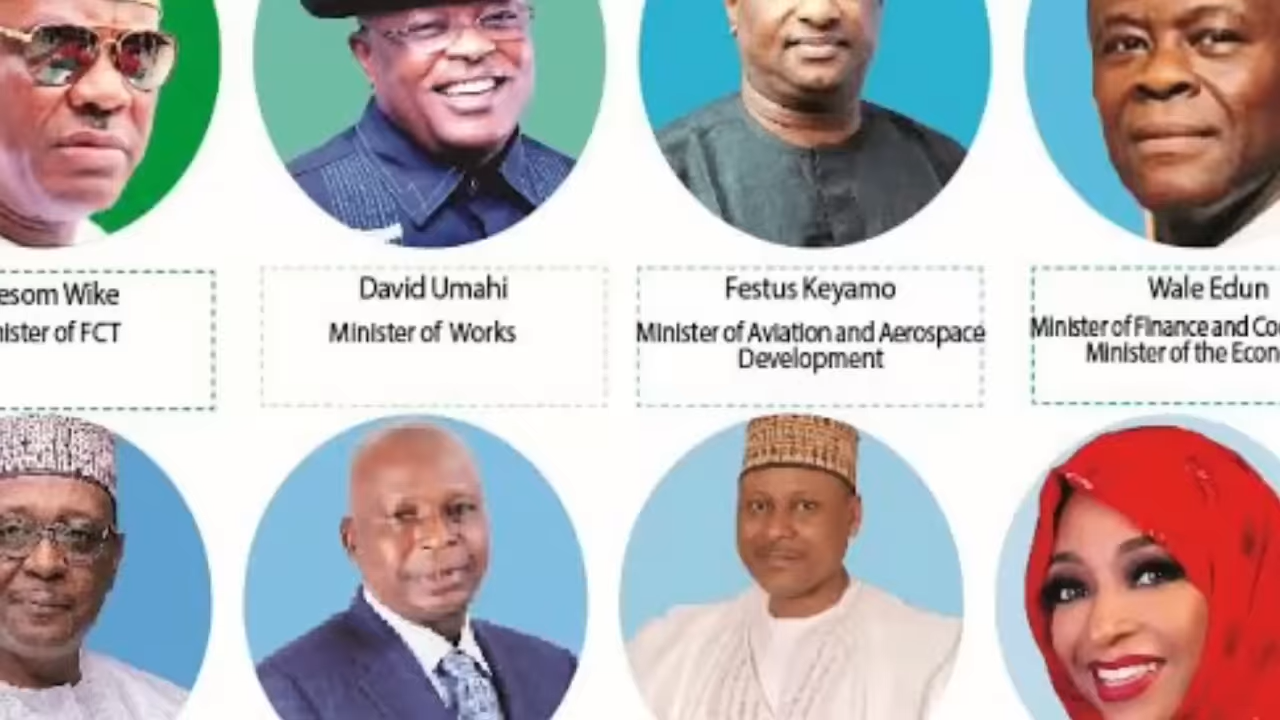 esom Wike
ister of FCT
David Umahi
Minister of Works
Festus Keyamo
Minister of Aviation and Aerospace
Development
Wale Edun
Minister of Finance and Co
Minister of the Econ